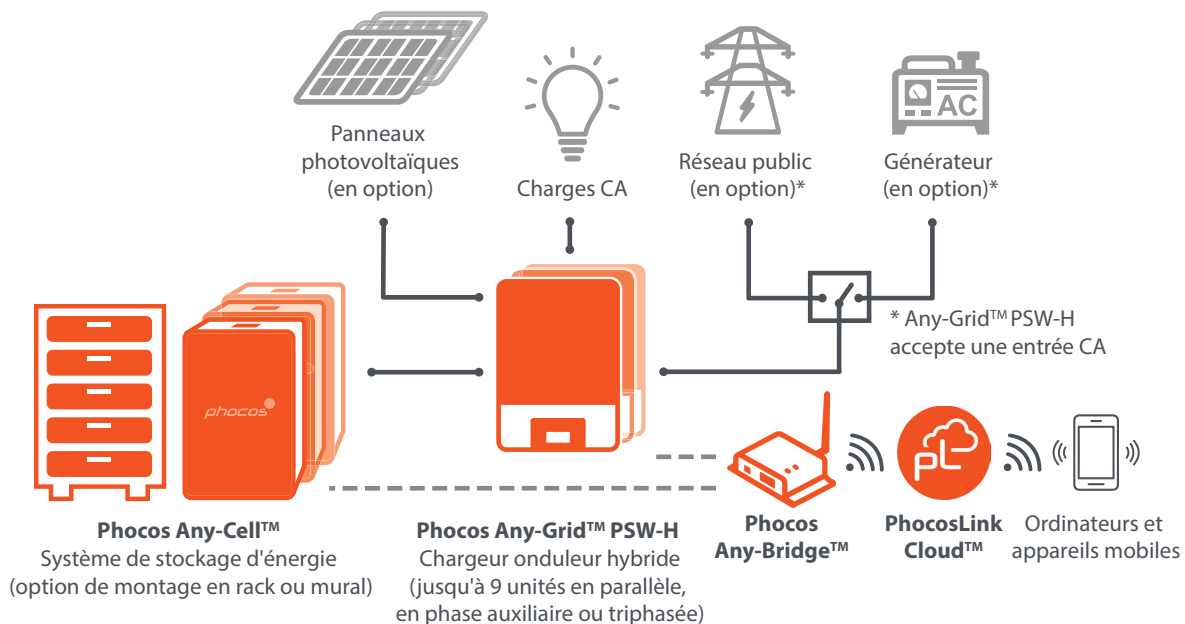 AC
Panneaux
photovoltaïques
(en option)
Charges CA
Réseau public
(en option)*
Générateur
(en option)*
* Any-Grid™ PSW-H
accepte une entrée CA
phocos
pL
Phocos Any-Cell™
Système de stockage d'énergie
(option de montage en rack ou mural)
Phocos Any-Grid™ PSW-H
Chargeur onduleur hybride
(jusqu'à 9 unités en parallèle,
en phase auxiliaire ou triphasée)
Phocos
Any-Bridge™
PhocosLink
Cloud™
Ordinateurs et
appareils mobiles